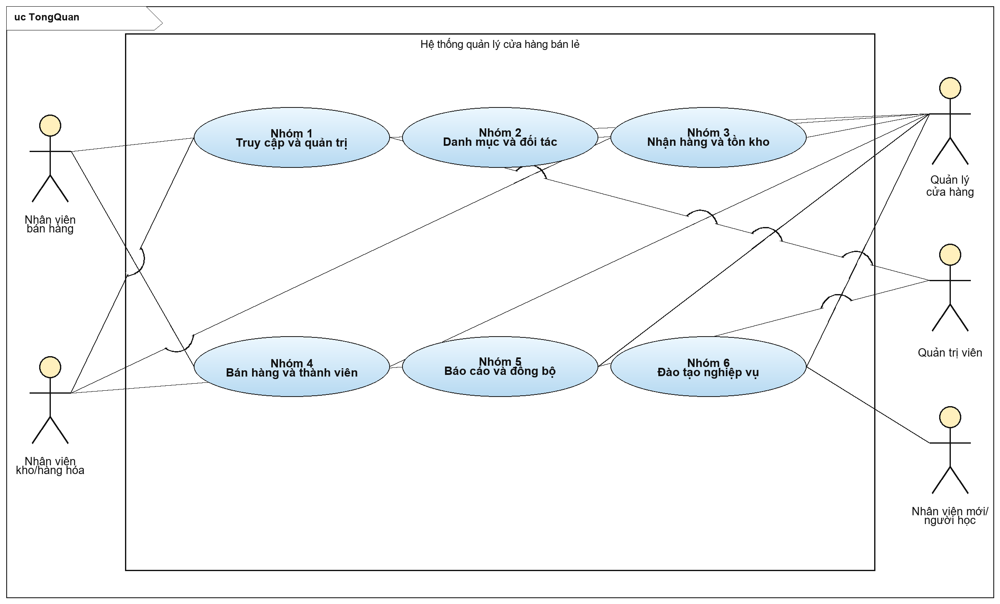 uc TongQuan
Hệ thống quản lý cửa hàng bán lẻ
Nhân viên
bán hàng
Nhân viên
kho/hàng hóa
Nhóm 1
Truy cập và quản trị
Nhóm 2
Danh mục và đối tác
Nhóm 3
Nhận hàng và tồn kho
Nhóm 4
Bán hàng và thành viên
Nhóm 5
Báo cáo và đồng bộ
Nhóm 6
Đào tạo nghiệp vụ
Quản lý
cửa hàng
Quản trị viên
Nhân viên mới/
người học